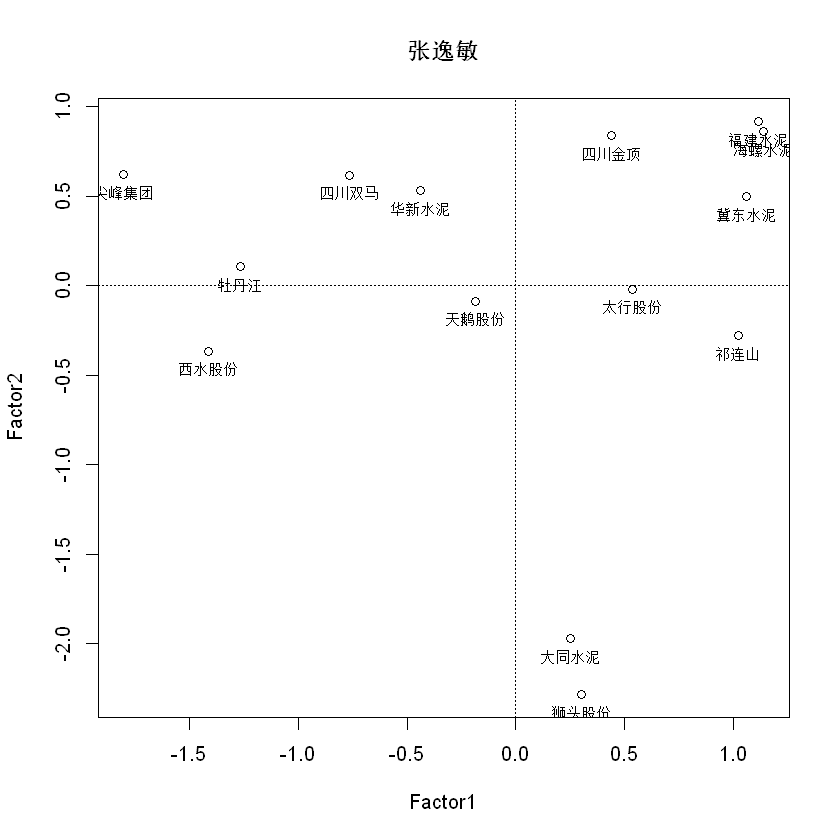 张逸敏
1.0
福建水泥
四川金顶
海螺水泥
尖峰集团
四川双马
0.5
华新水泥
冀东水泥
牡丹江
0.0
太行股份
天鹅股份
祁连山
西水股份
-0.5
Factor2
-1.0
-1.5
-2.0
大同水泥
狮头股份
-1.5
-1.0
-0.5
0.0
0.5
1.0
Factor1